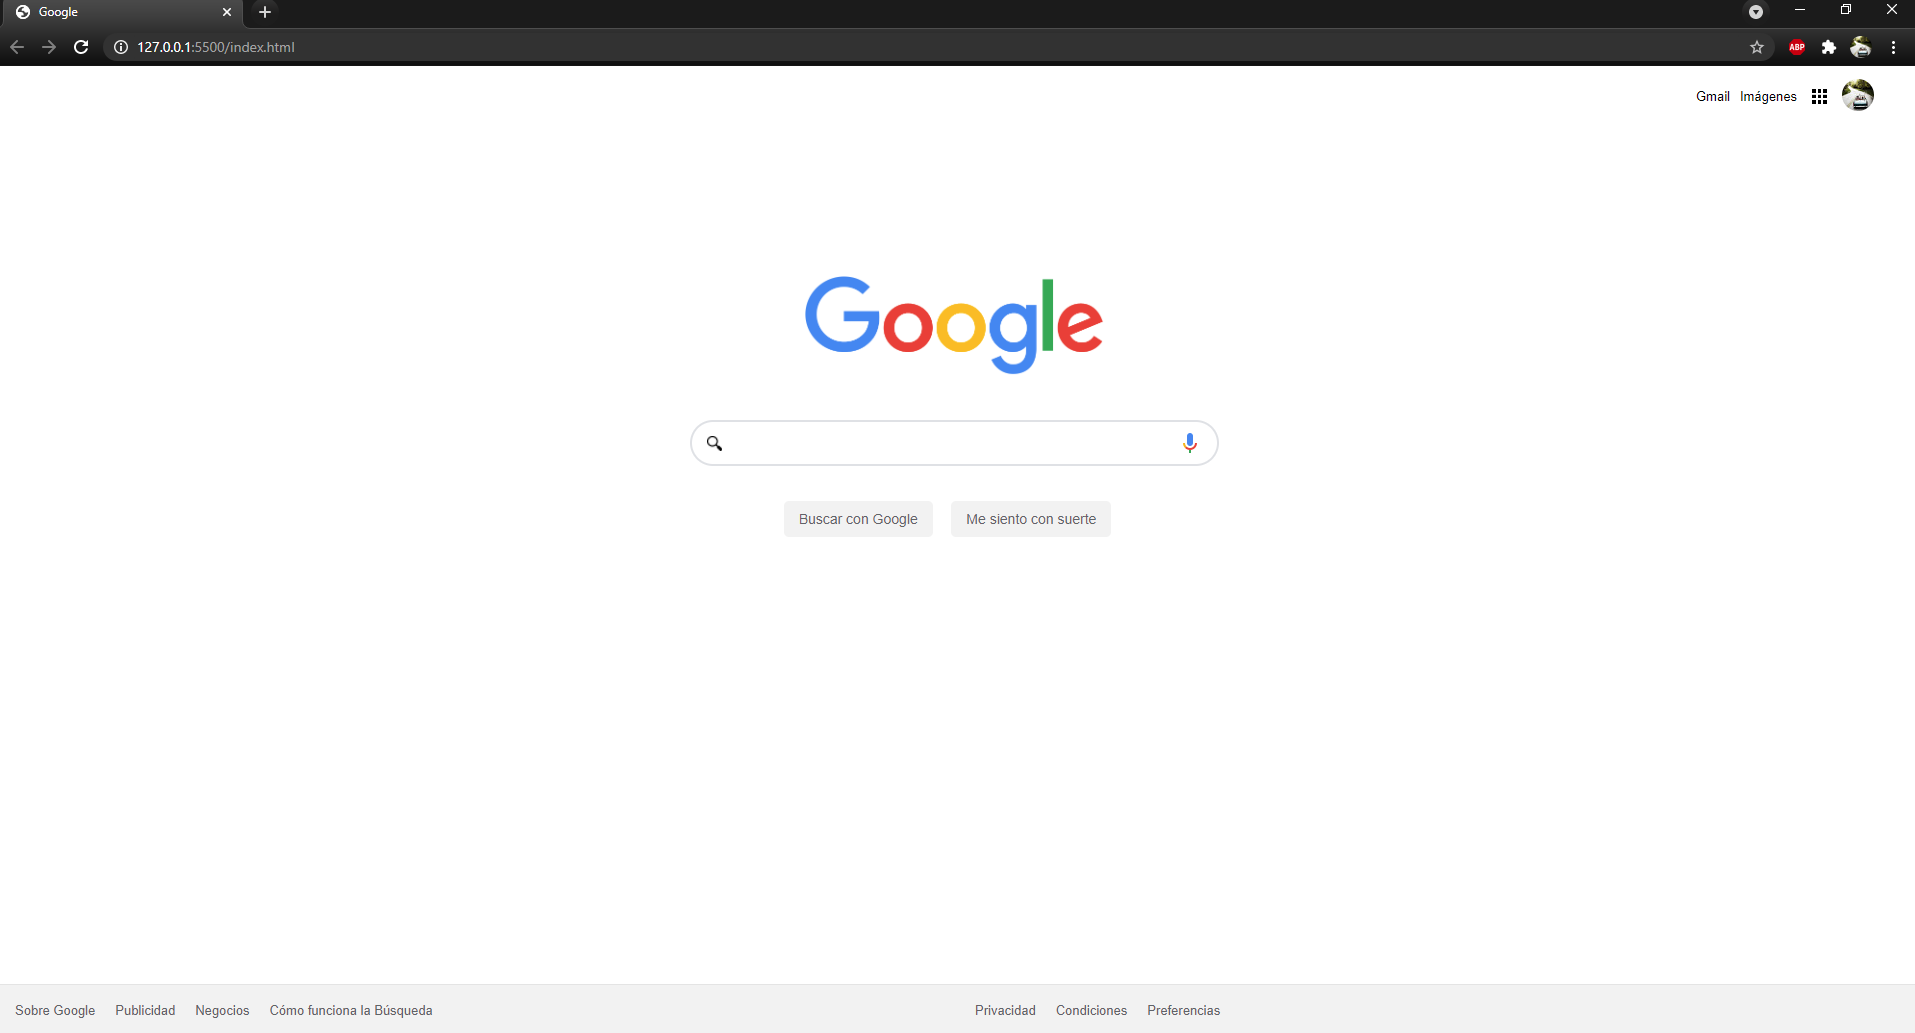 Google
127.0.0.1:5500/index.html
ABP
Gmail Imágenes
Google
Buscar con Google Me siento con suerte
Sobre Google Publicidad Negocios Cómo funciona la Búsqueda Privacidad Condiciones Preferencias